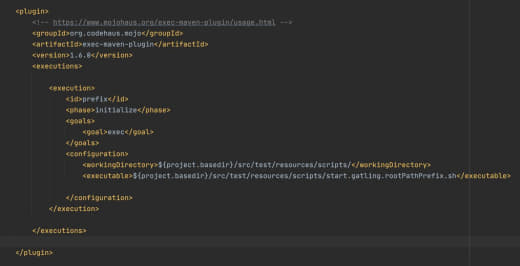 <plugin>
<!-- https://www.mojohaus.org/exec-maven-plugin/usage.html -->
<groupId>org.codehaus.mojo</groupId>
<artifactId>exec-maven-plugin</artifactId>
<version>1.6.0</version>
<executions>
<execution>
<id>prefix</id>
<phase>initialize</phase>
<goals>
<goal>exec</goal>
</goals>
<configuration>
<workingDirectory>${project.basedir}/src/test/resources/scripts/</workingDirectory>
<executable>${project.basedir}/src/test/resources/scripts/start.gatling.rootPathPrefix.sh</executable>
</configuration>
</execution>
</executions>
</plugin>